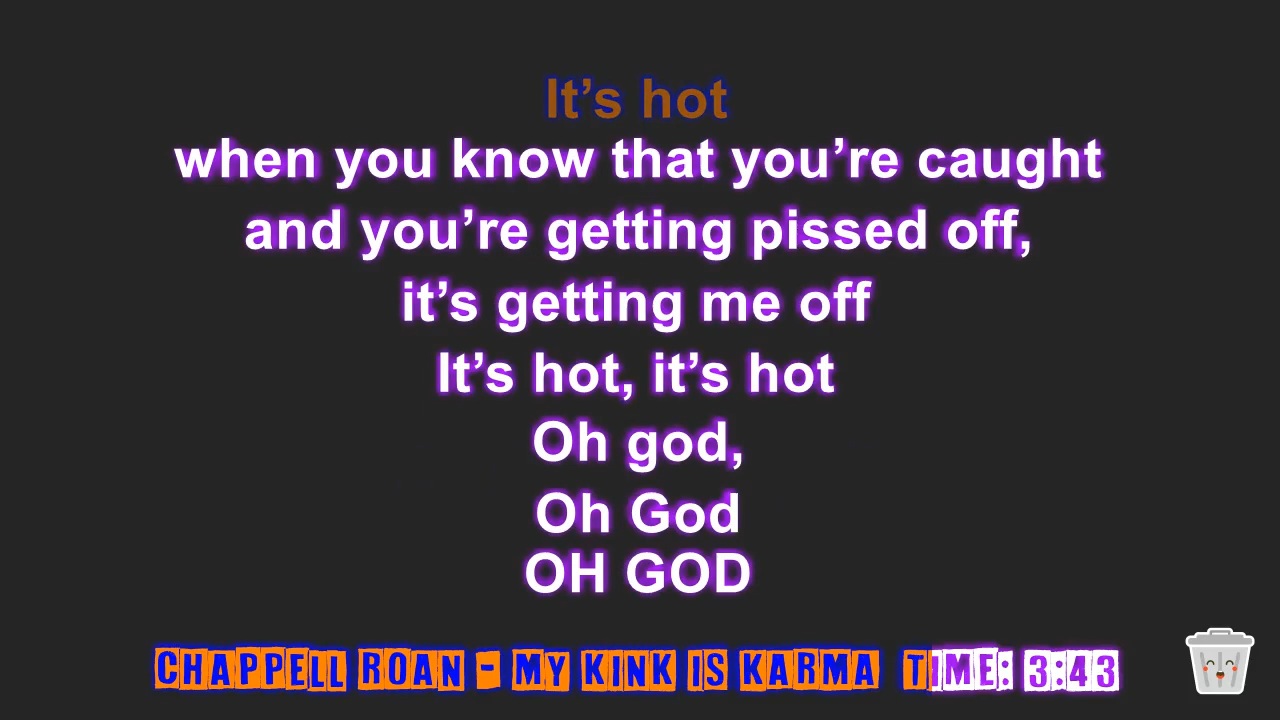 It’s hot
when you know that you’re caught
and you’re getting pissed off,
it’s getting me off
It’s hot, it’s hot
Oh god,
Oh God
OH GOD
CHAPPELL ROAN - MY KINK IS KARMA TIME: 3:43